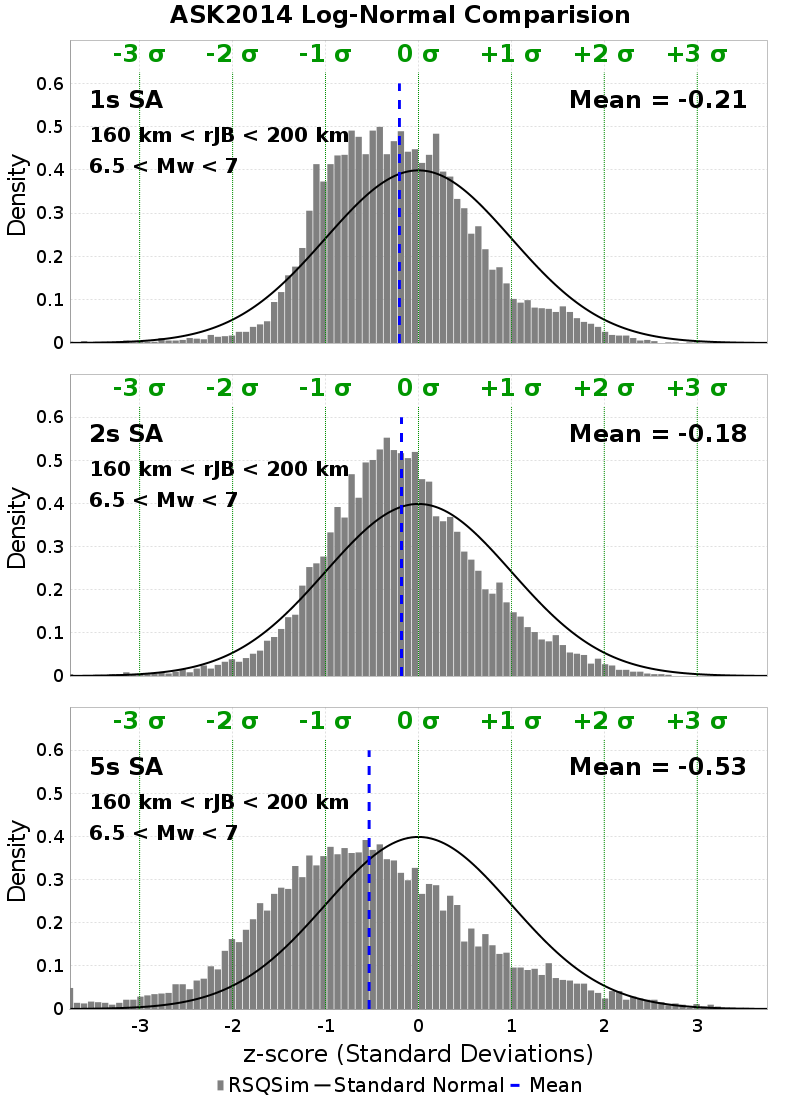 ASK2014 Log-Normal Comparision
-3 σ -2 σ -1 σ 0 σ +1 σ +2 σ +3 σ
0.6
1s SA Mean = -0.21
0.5
160 km < rJB < 200 km
6.5 < Mw < 7
0.4
0.3
0.2
0.1
0
Density
-3 σ -2 σ -1 σ 0 σ +1 σ +2 σ +3 σ
0.6
2s SA Mean = -0.18
0.5
160 km < rJB < 200 km
6.5 < Mw < 7
0.4
0.3
0.2
0.1
0
Density
-3 σ -2 σ -1 σ 0 σ +1 σ +2 σ +3 σ
0.6
5s SA Mean = -0.53
0.5
160 km < rJB < 200 km
6.5 < Mw < 7
0.4
0.3
0.2
0.1
0
Density
-3 -2 -1 0 1 2 3
z-score (Standard Deviations)
RSQSim Standard Normal Mean